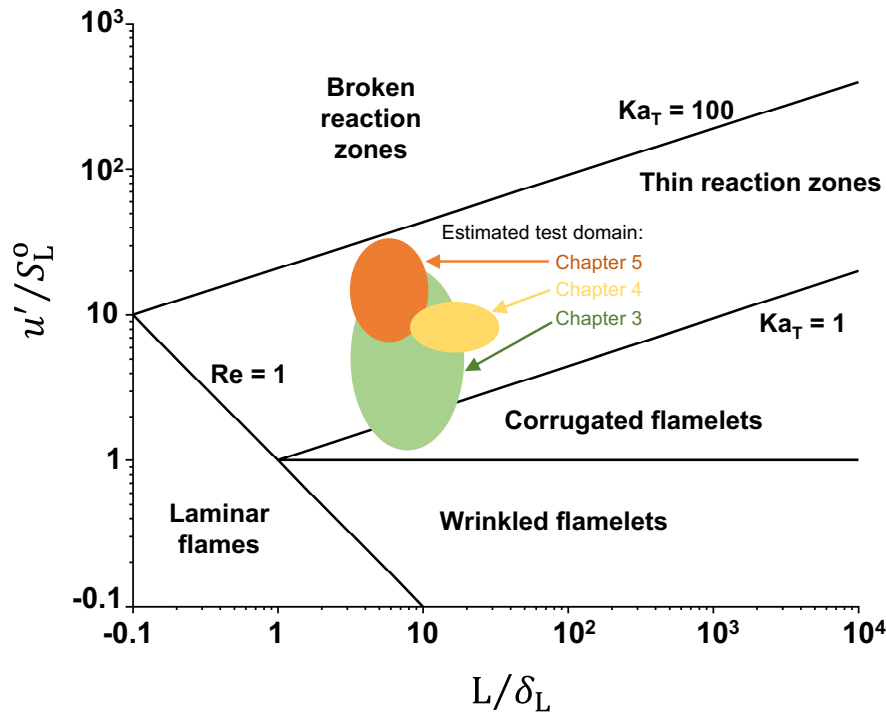 10³
Broken
reaction
zones
Ka_T = 100
10²
Thin reaction zones
Estimated test domain:
Chapter 5
Chapter 4
Chapter 3
u′/S_L^o
10
Ka_T = 1
Re = 1
Corrugated flamelets
1
Laminar
flames
Wrinkled flamelets
-0.1
-0.1
1
10
10²
10³
10⁴
L/δ_L